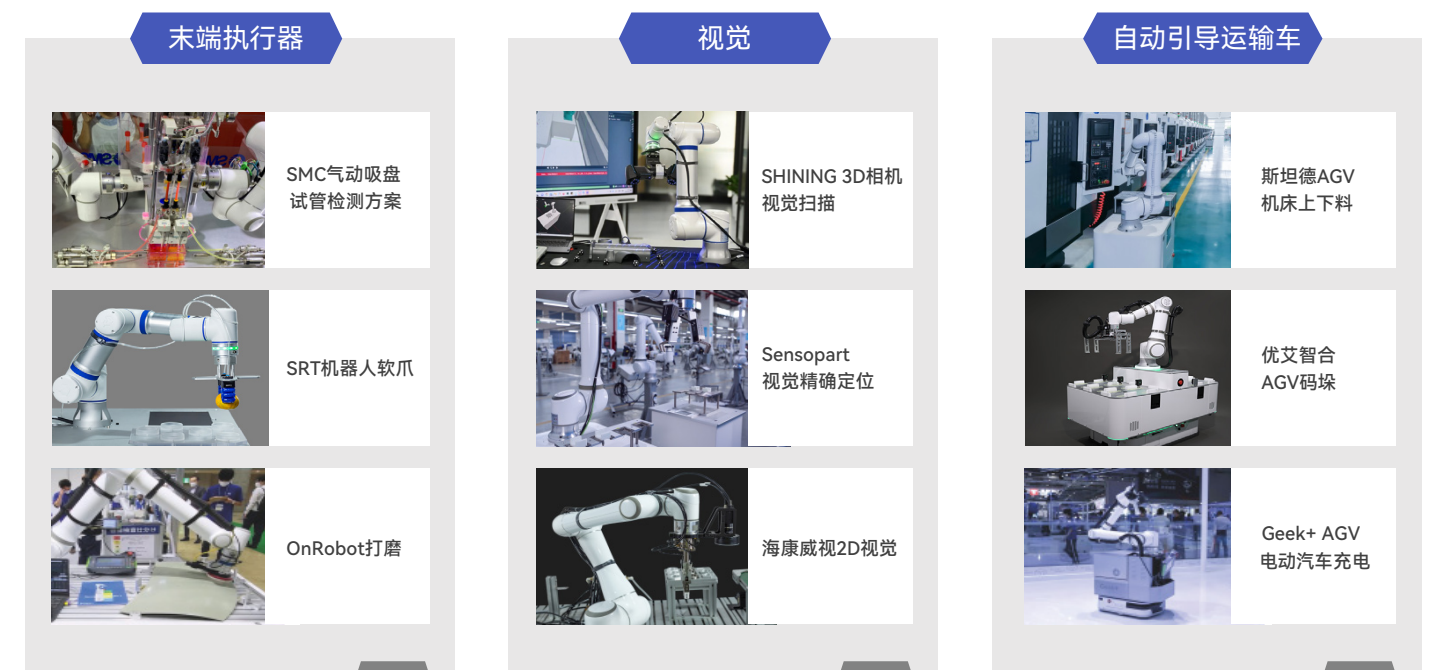 末端执行器
SMC气动吸盘
试管检测方案
SRT机器人软爪
OnRobot打磨
视觉
SHINING 3D相机
视觉扫描
Sensopart
视觉精确定位
海康威视2D视觉
自动引导运输车
斯坦德AGV
机床上下料
优艾智合
AGV码垛
Geek+ AGV
电动汽车充电